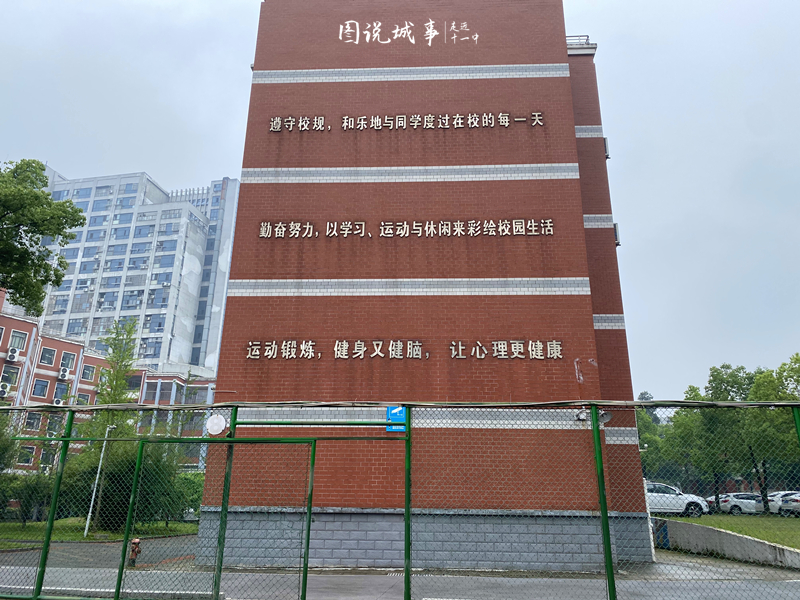 图说城事
走近
十一中
遵守校规，和乐地与同学度过在校的每一天
勤奋努力，以学习、运动与休闲来彩绘校园生活
运动锻炼，健身又健脑，让心理更健康